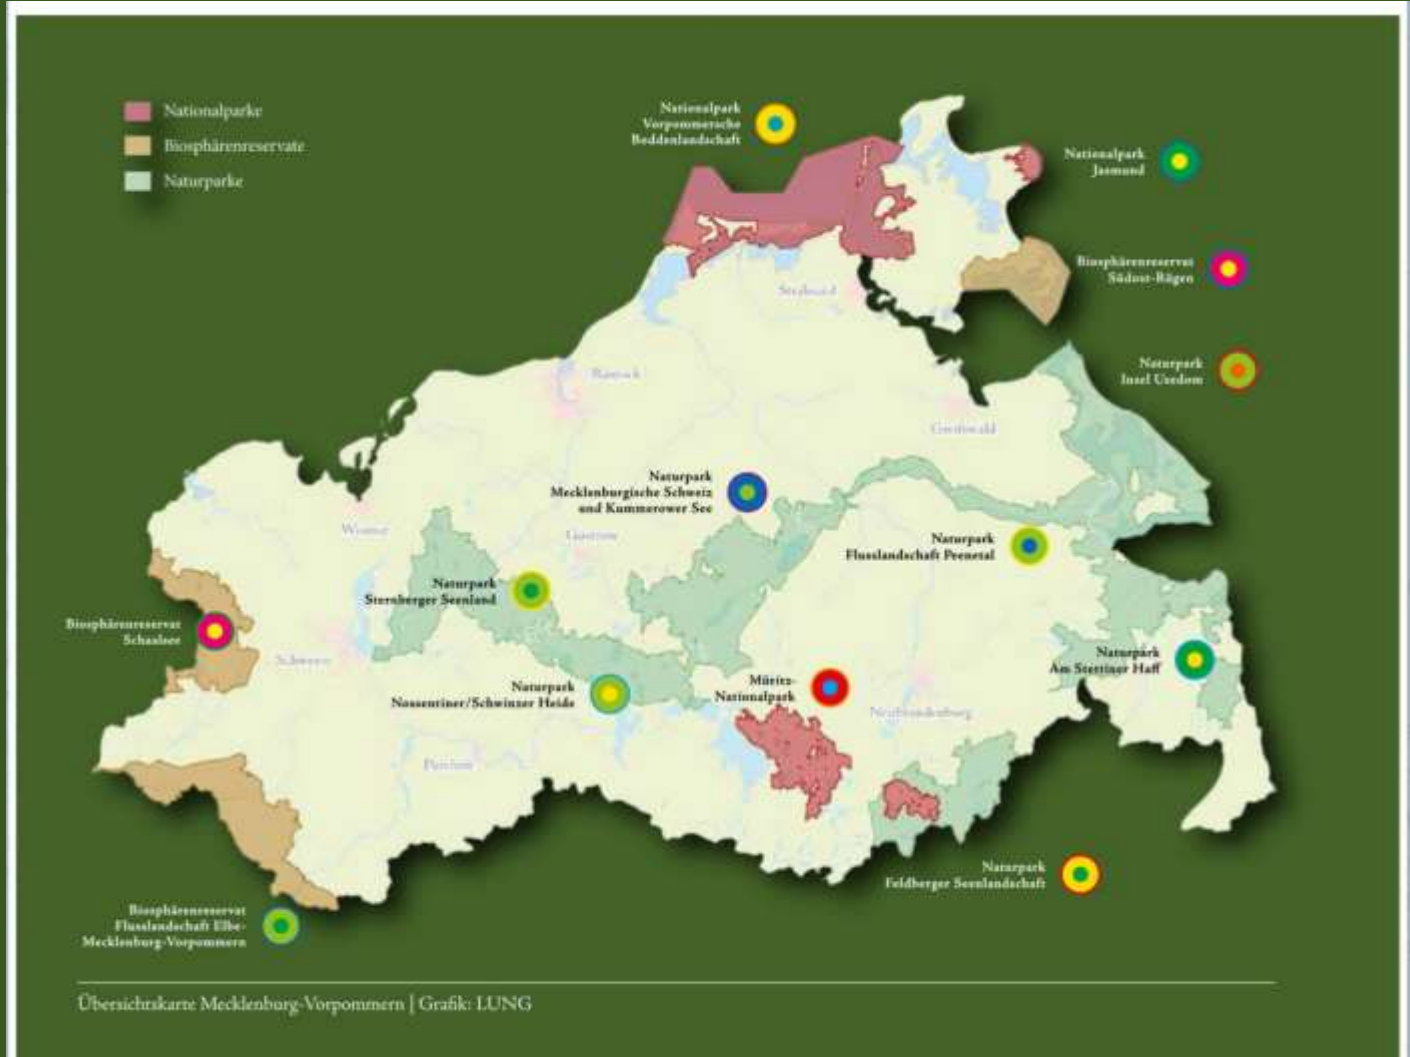 Nationalparke
Biosphärenreservate
Naturparke
Nationalpark
Vorpommersche
Boddenlandschaft
Nationalpark
Jasmund
Biosphärenreservat
Südost-Rügen
Naturpark
Insel Usedom
Stralsund
Rostock
Greifswald
Naturpark
Mecklenburgische Schweiz
und Kummerower See
Wismar
Güstrow
Naturpark
Flusslandschaft Peenetal
Naturpark
Sternberger Seenland
Biosphärenreservat
Schaalsee
Schwerin
Naturpark
Am Stettiner Haff
Naturpark
Nossentiner/Schwinzer Heide
Müritz-
Nationalpark
Neubrandenburg
Parchim
Naturpark
Feldberger Seenlandschaft
Biosphärenreservat
Flusslandschaft Elbe-
Mecklenburg-Vorpommern
Übersichtskarte Mecklenburg-Vorpommern | Grafik: LUNG